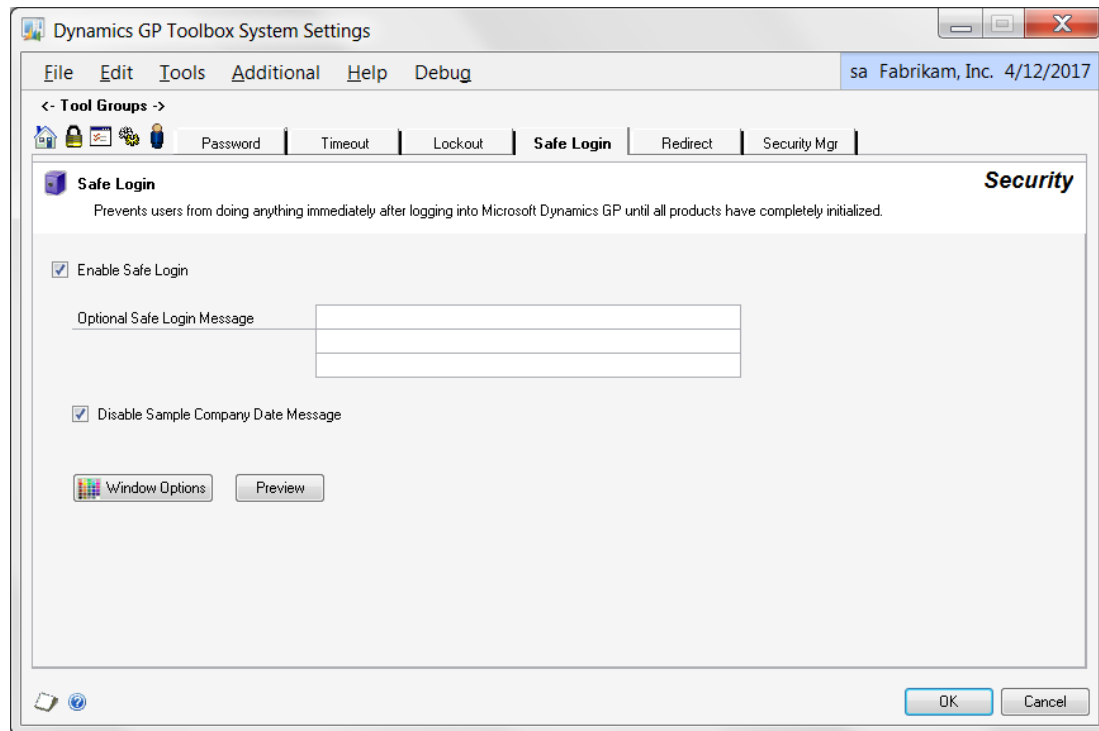 Dynamics GP Toolbox System Settings
File Edit Tools Additional Help Debug sa Fabrikam, Inc. 4/12/2017
<- Tool Groups ->
Password Timeout Lockout Safe Login Redirect Security Mgr
Safe Login Security
Prevents users from doing anything immediately after logging into Microsoft Dynamics GP until all products have completely initialized.
Enable Safe Login
Optional Safe Login Message
Disable Sample Company Date Message
Window Options Preview
OK Cancel